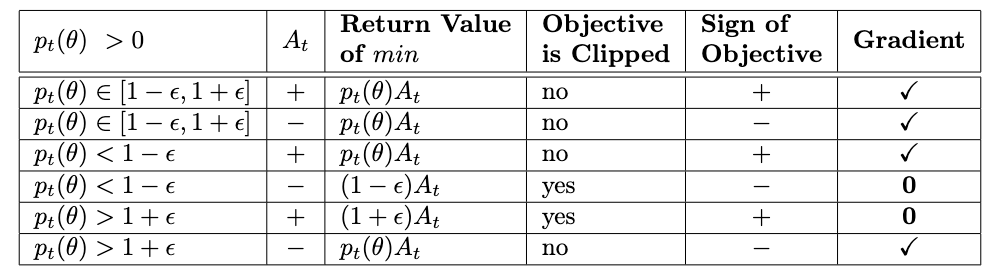 p_t(θ) > 0 A_t Return Value of min Objective is Clipped Sign of Objective Gradient
p_t(θ) ∈ [1 − ϵ, 1 + ϵ] + p_t(θ)A_t no + ✓
p_t(θ) ∈ [1 − ϵ, 1 + ϵ] − p_t(θ)A_t no − ✓
p_t(θ) < 1 − ϵ + p_t(θ)A_t no + ✓
p_t(θ) < 1 − ϵ − (1 − ϵ)A_t yes − 0
p_t(θ) > 1 + ϵ + (1 + ϵ)A_t yes + 0
p_t(θ) > 1 + ϵ − p_t(θ)A_t no − ✓